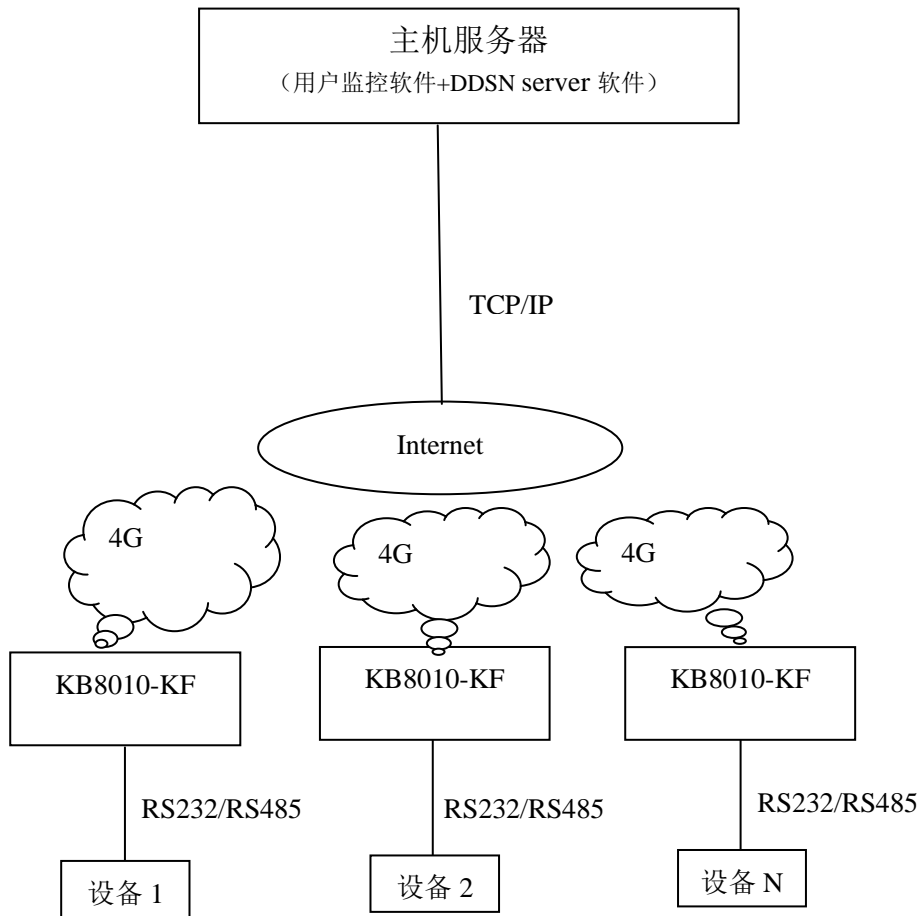 主机服务器
（用户监控软件+DDSN server 软件）
TCP/IP
Internet
4G
4G
4G
KB8010-KF
KB8010-KF
KB8010-KF
RS232/RS485
RS232/RS485
RS232/RS485
设备 1
设备 2
设备 N